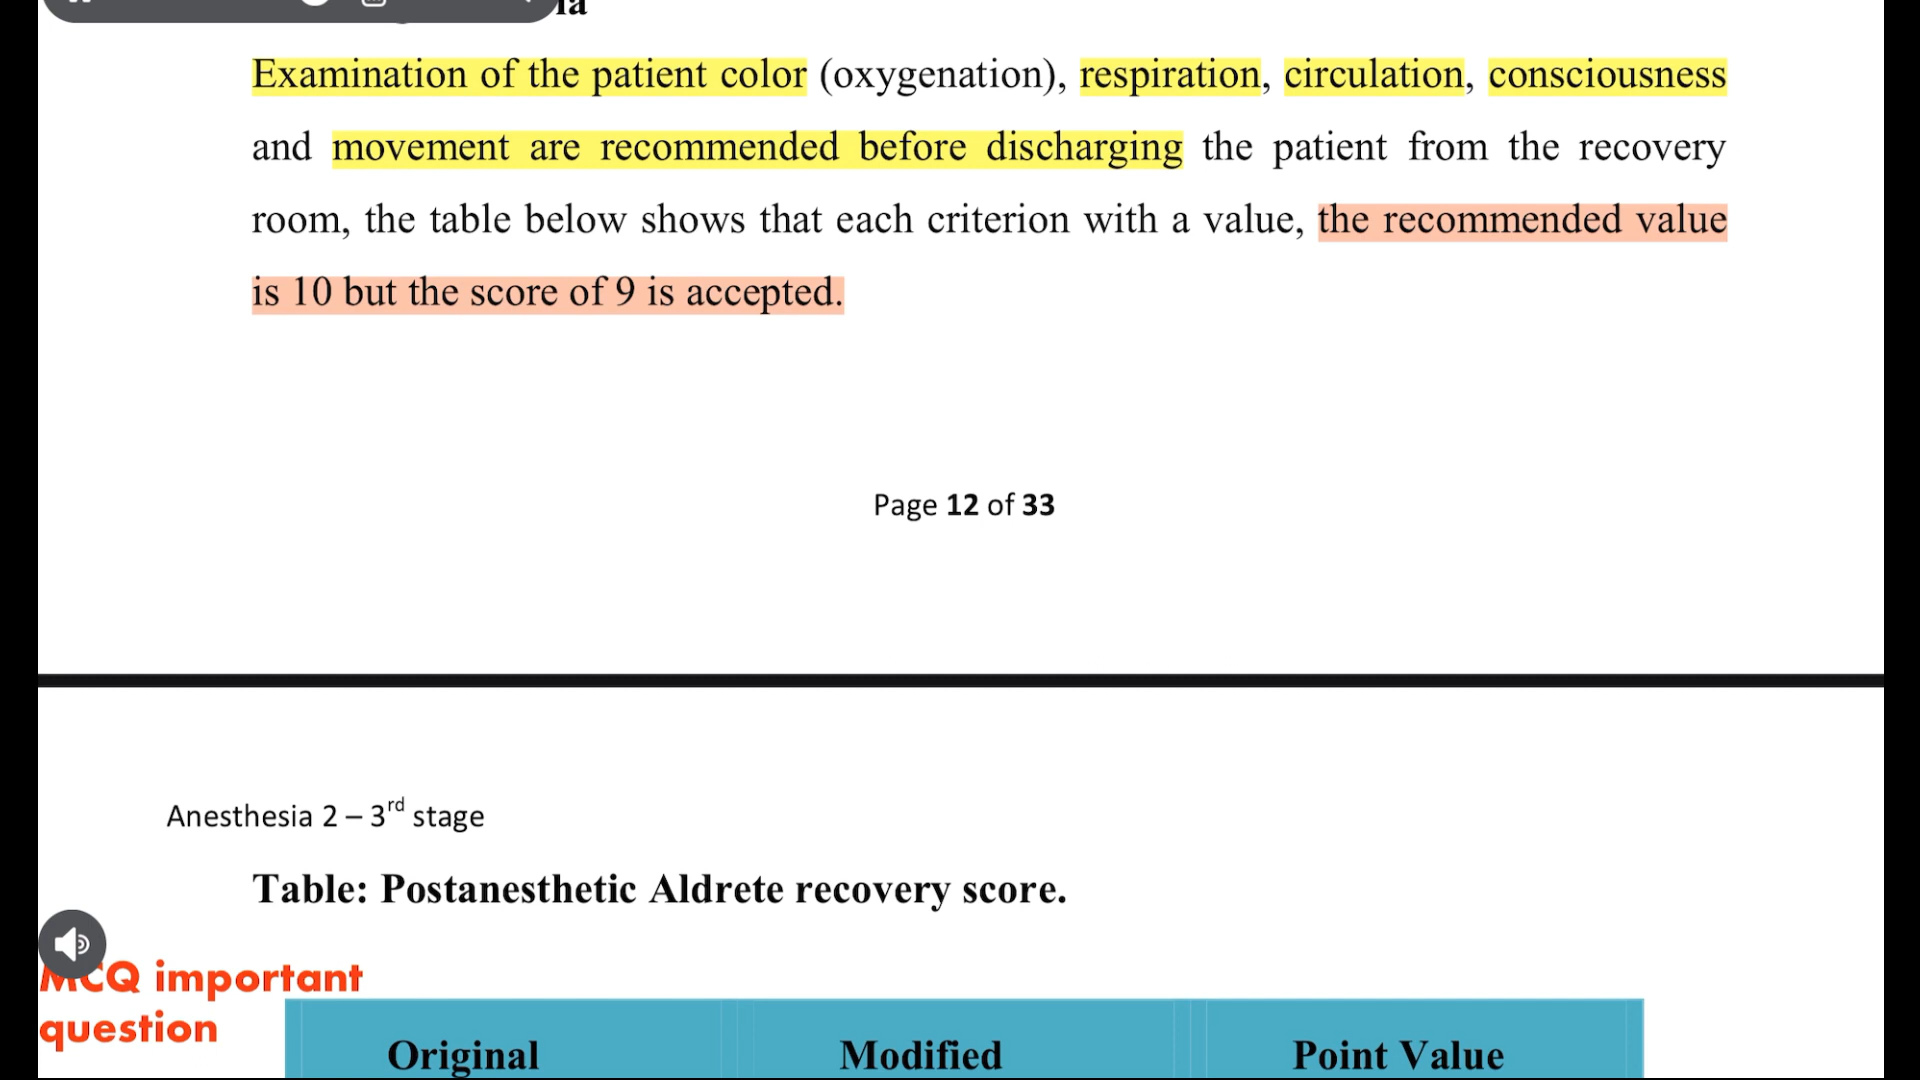 Examination of the patient color (oxygenation), respiration, circulation, consciousness
and movement are recommended before discharging the patient from the recovery
room, the table below shows that each criterion with a value, the recommended value
is 10 but the score of 9 is accepted.
Page 12 of 33
Anesthesia 2 – 3rd stage
Table: Postanesthetic Aldrete recovery score.
MCQ important
question
Original Modified Point Value